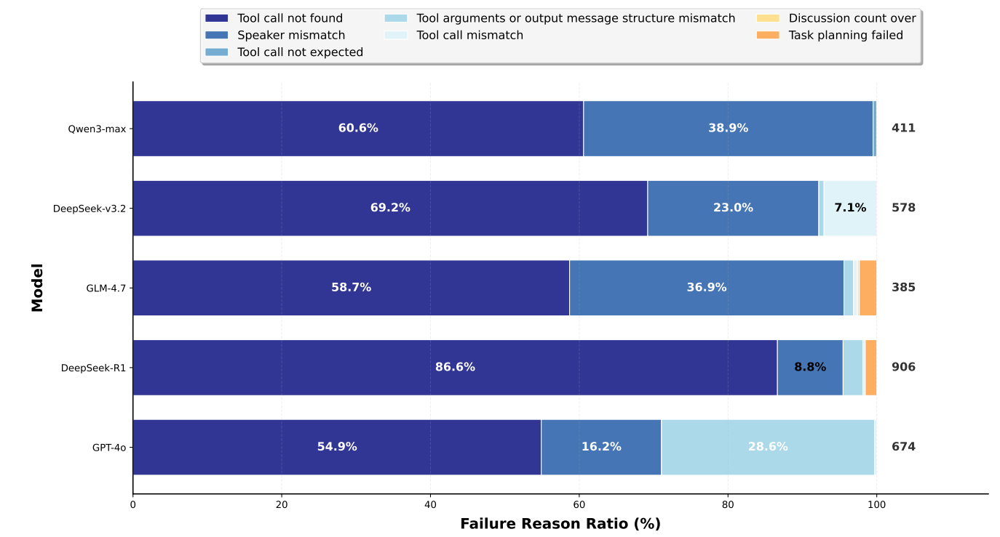 Tool call not found
Speaker mismatch
Tool call not expected
Tool arguments or output message structure mismatch
Tool call mismatch
Discussion count over
Task planning failed
Model
Qwen3-max
60.6%
38.9%
411
DeepSeek-v3.2
69.2%
23.0%
7.1%
578
GLM-4.7
58.7%
36.9%
385
DeepSeek-R1
86.6%
8.8%
906
GPT-4o
54.9%
16.2%
28.6%
674
0 20 40 60 80 100
Failure Reason Ratio (%)